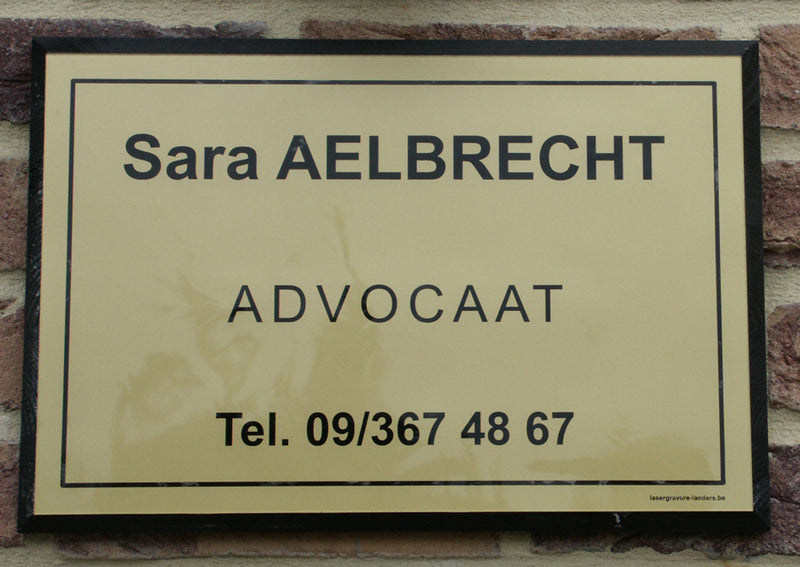 Sara AELBRECHT
ADVOCAAT
Tel. 09/367 48 67
lasergravure-landers.be